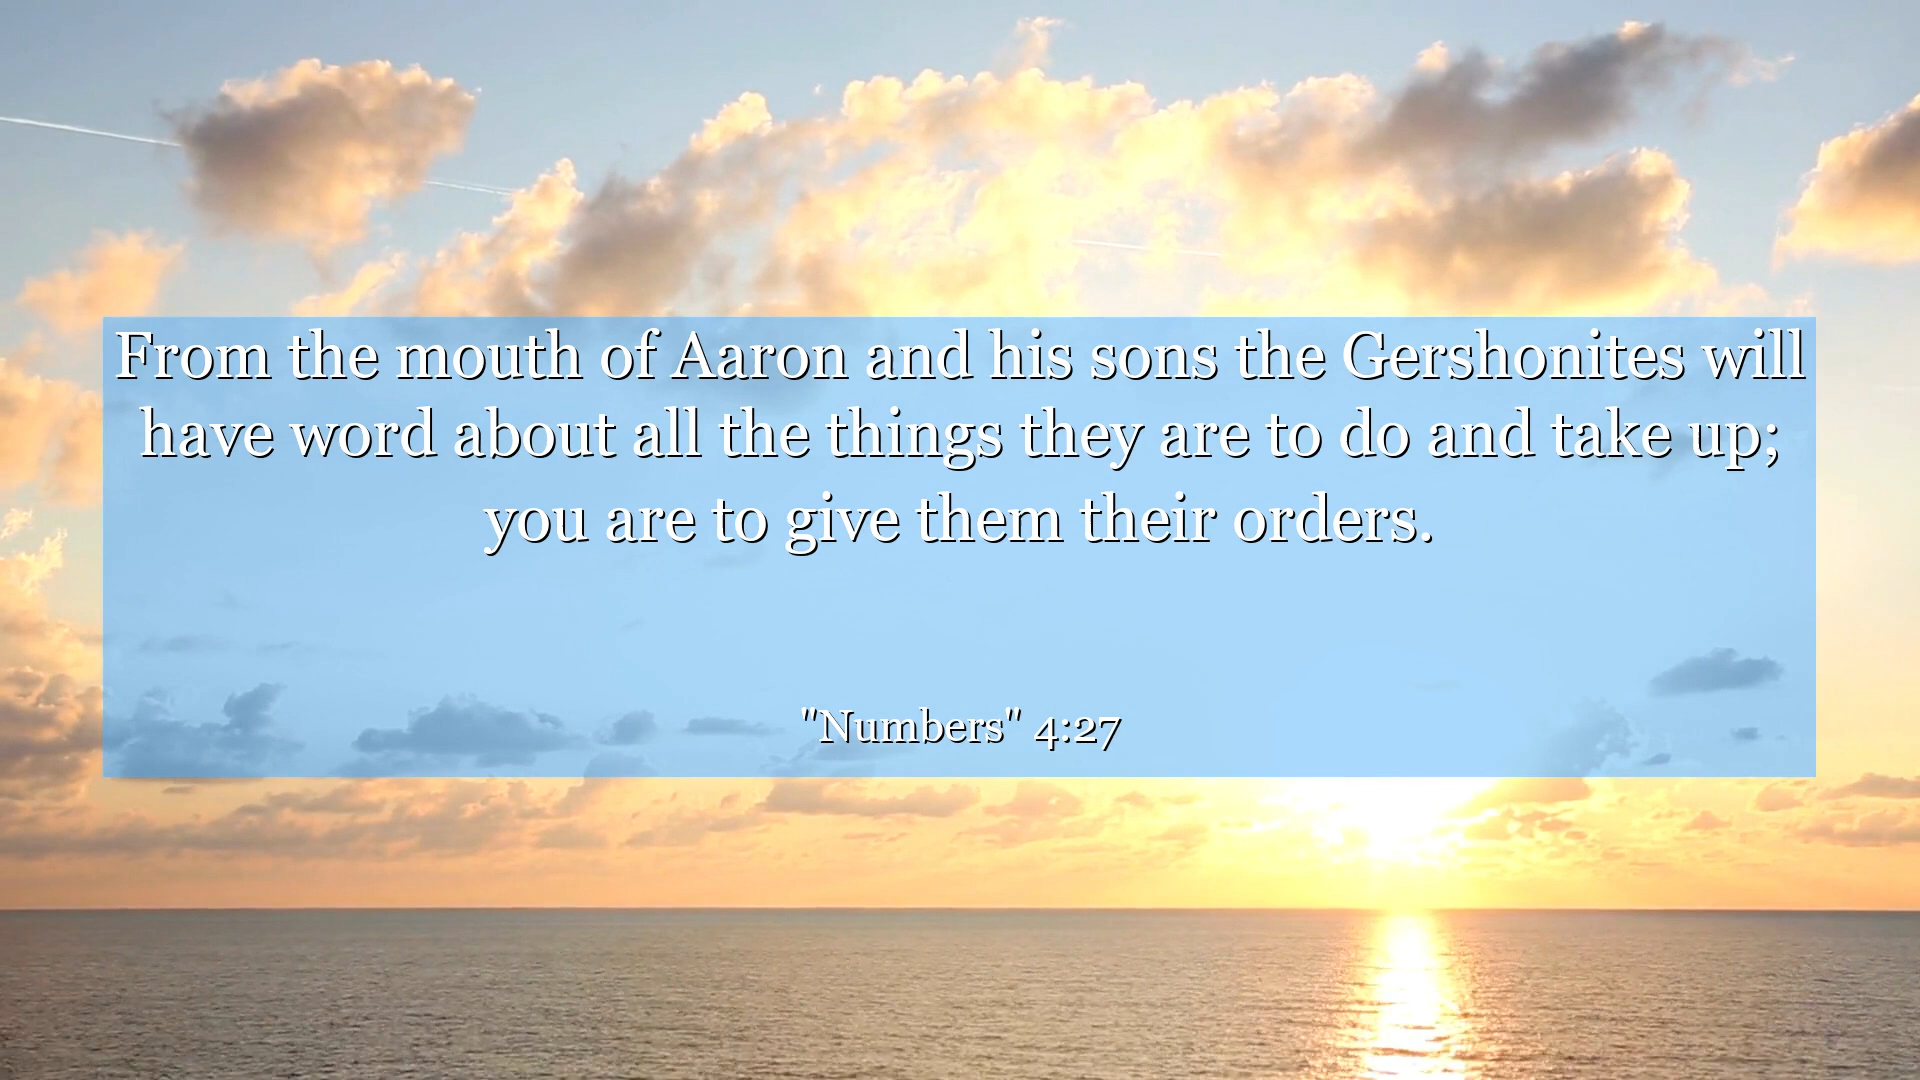 From the mouth of Aaron and his sons the Gershonites will
have word about all the things they are to do and take up;
you are to give them their orders.
"Numbers" 4:27